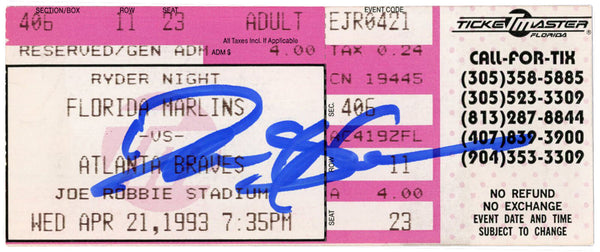 SECTION/BOX ROW SEAT EVENT CODE
406 11 23 ADULT EJR0421
All Taxes Incl. If Applicable
RESERVED/GEN ADM ADM $ 4.00 TAX 0.24
RYDER NIGHT CN 19445
FLORIDA MARLINS SEC. 406
-VS-
ATLANTA BRAVES 11
JOE ROBBIE STADIUM A 4.00
WED APR 21,1993 7:35PM SEAT 23
TICKETMASTER
FLORIDA
CALL-FOR-TIX
(305)358-5885
(305)523-3309
(813)287-8844
(407)839-3900
(904)353-3309
NO REFUND
NO EXCHANGE
EVENT DATE AND TIME
SUBJECT TO CHANGE